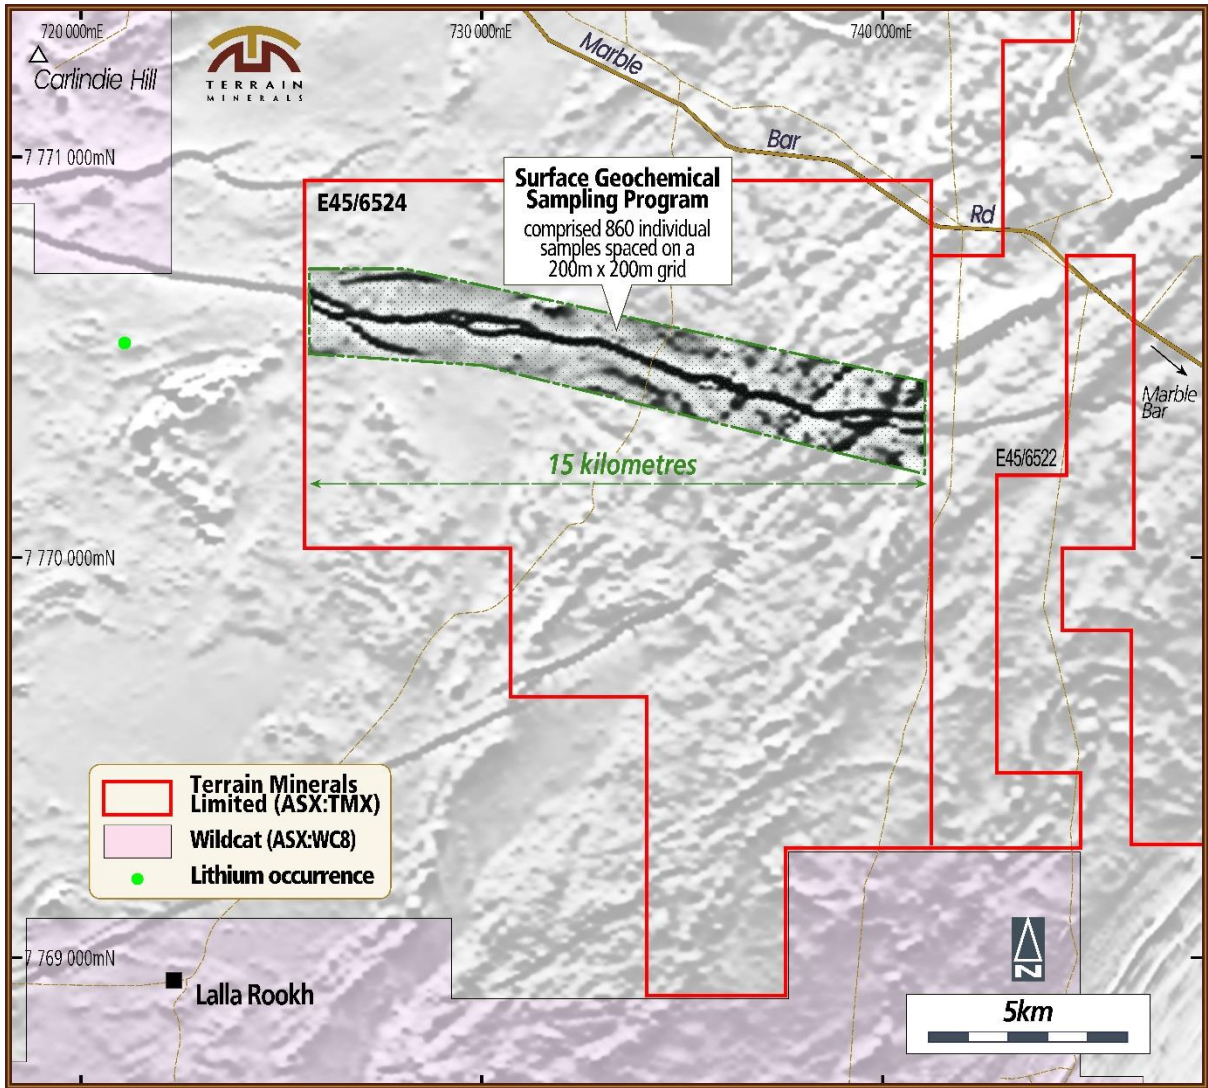 720 000mE
730 000mE
740 000mE
Carlindie Hill
TERRAIN
MINERALS
Marble
Bar
Rd
7 771 000mN
E45/6524
Surface Geochemical
Sampling Program
comprised 860 individual
samples spaced on a
200m x 200m grid
Marble
Bar
15 kilometres
E45/6522
7 770 000mN
Terrain Minerals
Limited (ASX:TMX)
Wildcat (ASX:WC8)
Lithium occurrence
7 769 000mN
Lalla Rookh
N
5km